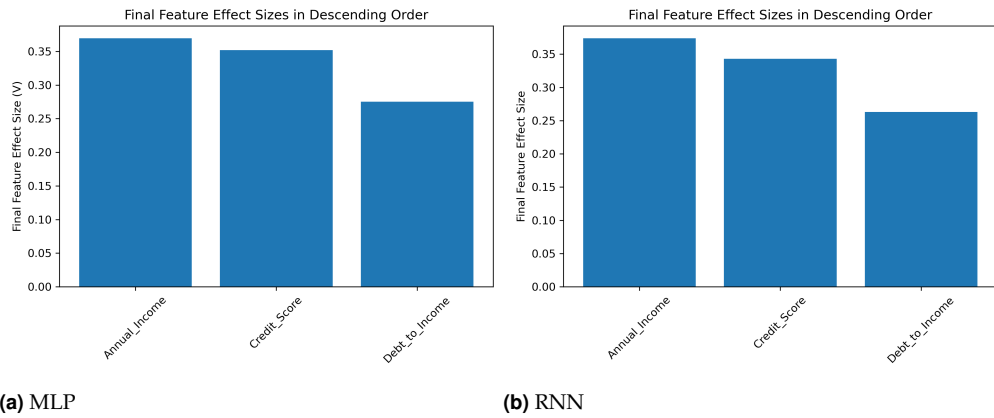 Final Feature Effect Sizes in Descending Order
Final Feature Effect Size (V)
0.35
0.30
0.25
0.20
0.15
0.10
0.05
0.00
Annual_Income
Credit_Score
Debt_to_Income
(a) MLP
Final Feature Effect Sizes in Descending Order
Final Feature Effect Size
0.35
0.30
0.25
0.20
0.15
0.10
0.05
0.00
Annual_Income
Credit_Score
Debt_to_Income
(b) RNN